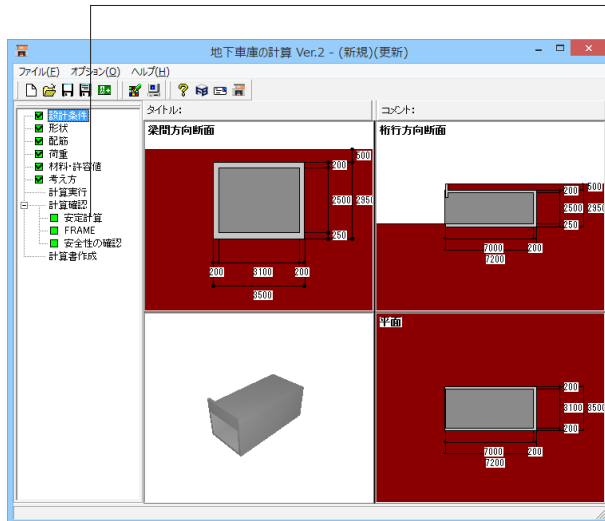 地下車庫の計算 Ver.2 - (新規)(更新)
ファイル(F) オプション(O) ヘルプ(H)
設計条件
形状
配筋
荷重
材料・許容値
考え方
計算実行
計算確認
安定計算
FRAME
安全性の確認
計算書作成
タイトル:
コメント:
梁間方向断面
500
200
2500 2950
250
200 3100 200
3500
桁行方向断面
200 500
2500 2950
250
7000 200
7200
平面
200
3100 3500
200
7000 200
7200